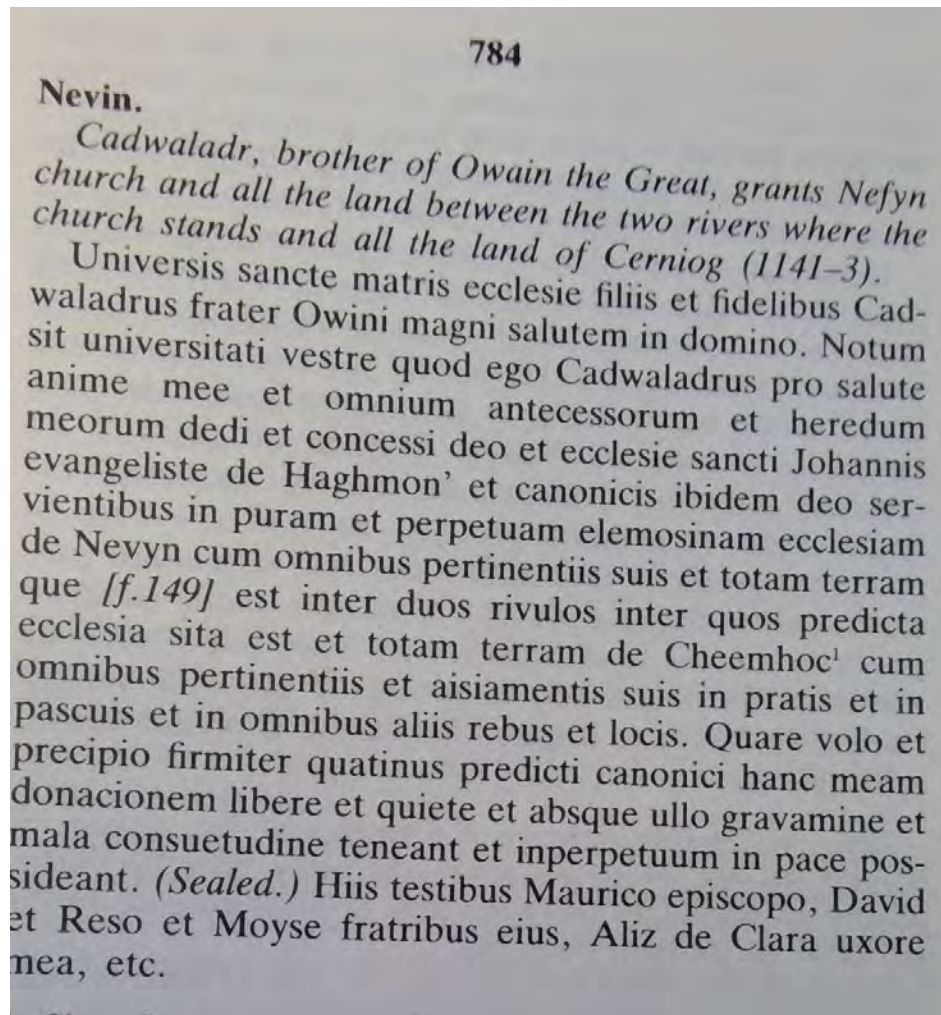 784
Nevin.
Cadwaladr, brother of Owain the Great, grants Nefyn
church and all the land between the two rivers where the
church stands and all the land of Cerniog (1141–3).
Universis sancte matris ecclesie filiis et fidelibus Cad-
waladrus frater Owini magni salutem in domino. Notum
sit universitati vestre quod ego Cadwaladrus pro salute
anime mee et omnium antecessorum et heredum
meorum dedi et concessi deo et ecclesie sancti Johannis
evangeliste de Haghmon’ et canonicis ibidem deo ser-
vientibus in puram et perpetuam elemosinam ecclesiam
de Nevyn cum omnibus pertinentiis suis et totam terram
que [f.149] est inter duos rivulos inter quos predicta
ecclesia sita est et totam terram de Cheemhoc¹ cum
omnibus pertinentiis et aisiamentis suis in pratis et in
pascuis et in omnibus aliis rebus et locis. Quare volo et
precipio firmiter quatinus predicti canonici hanc meam
donacionem libere et quiete et absque ullo gravamine et
mala consuetudine teneant et inperpetuum in pace pos-
sideant. (Sealed.) Hiis testibus Maurico episcopo, David
et Reso et Moyse fratribus eius, Aliz de Clara uxore
mea, etc.